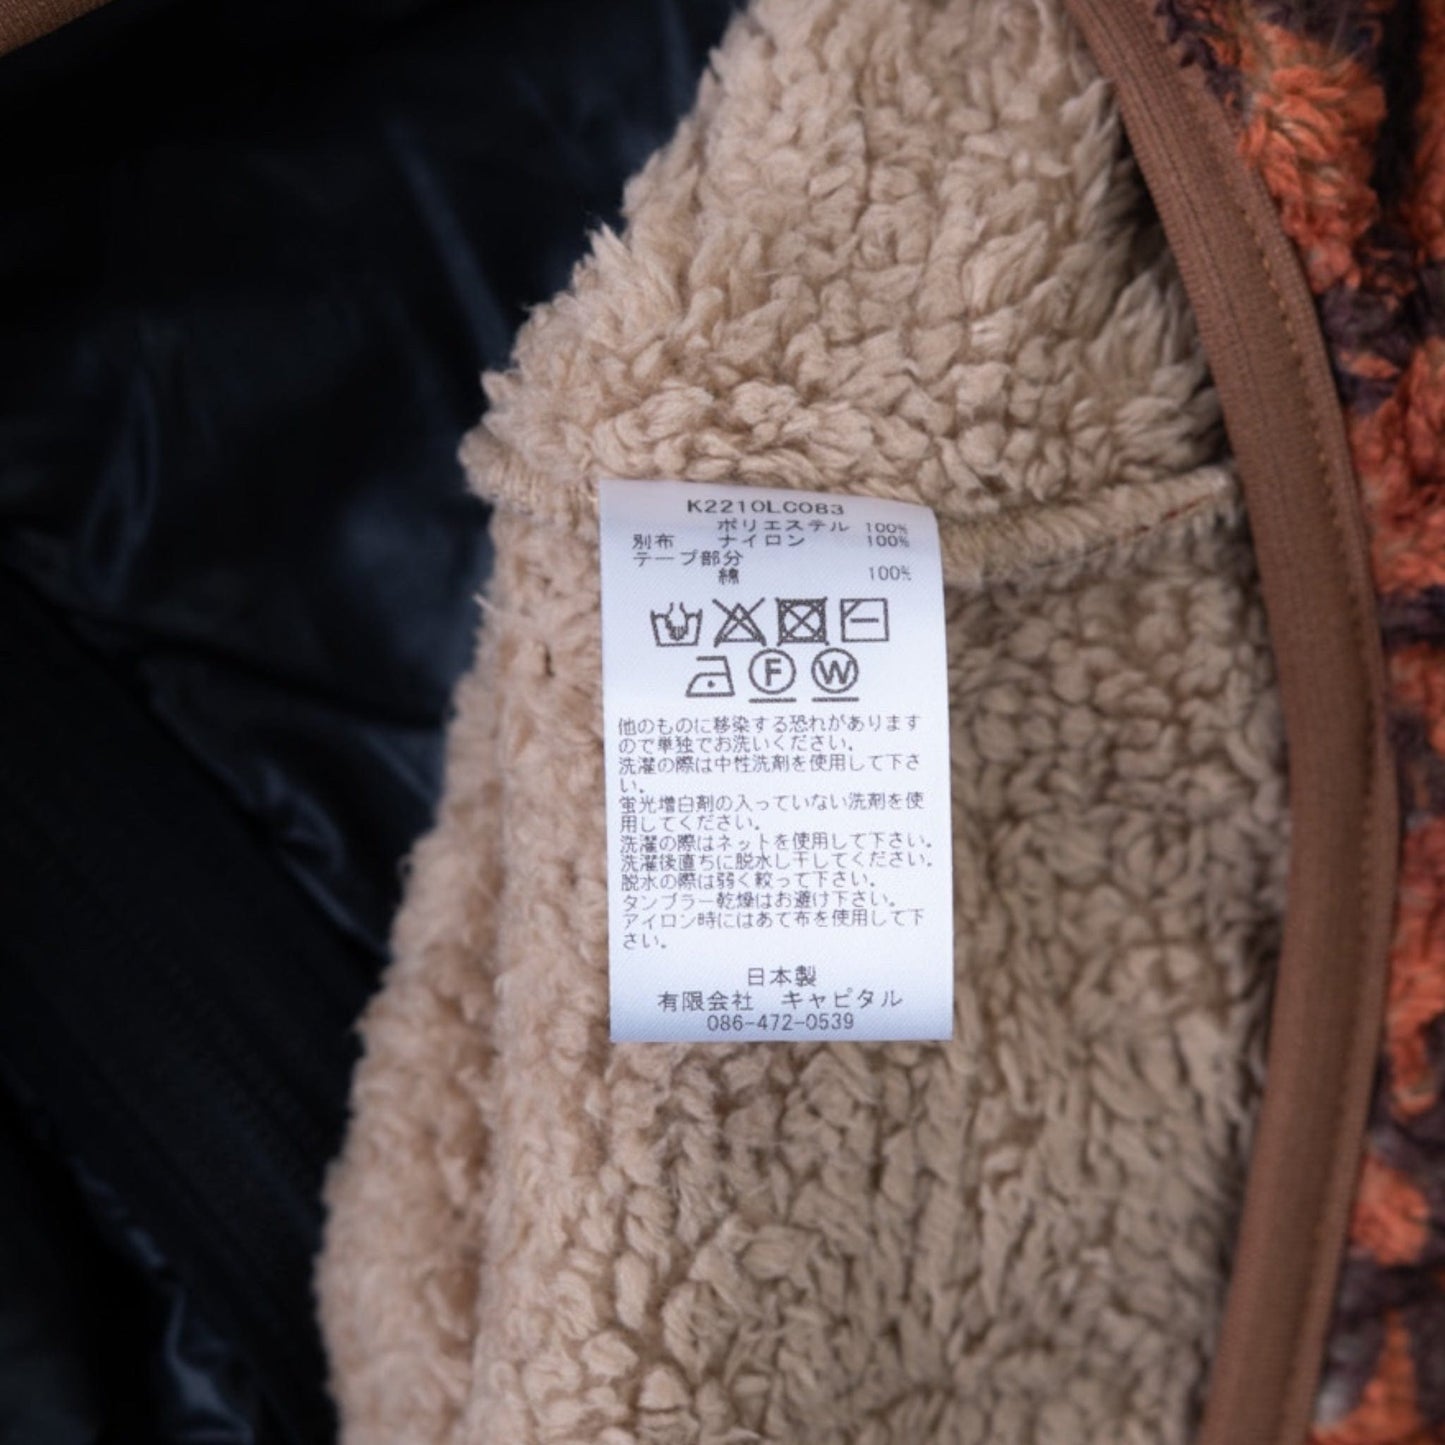 K2210LC083
ポリエステル 100%
別布 ナイロン 100%
テープ部分
綿 100%
F W
他のものに移染する恐れがあります
ので単独でお洗いください。
洗濯の際は中性洗剤を使用して下さ
い。
蛍光増白剤の入っていない洗剤を使
用してください。
洗濯の際はネットを使用して下さい。
洗濯後直ちに脱水し干してください。
脱水の際は弱く絞って下さい。
タンブラー乾燥はお避け下さい。
アイロン時にはあて布を使用して下
さい。
日本製
有限会社 キャピタル
086-472-0539